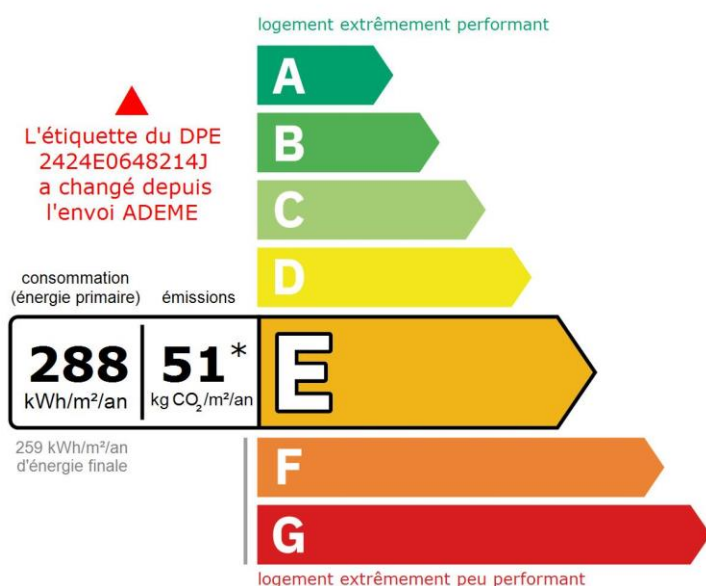 logement extrêmement performant
A
L'étiquette du DPE
2424E0648214J
a changé depuis
l'envoi ADEME
B
C
D
consommation
(énergie primaire)
émissions
288
kWh/m²/an
51*
kg CO₂/m²/an
E
259 kWh/m²/an
d'énergie finale
F
G
logement extrêmement peu performant